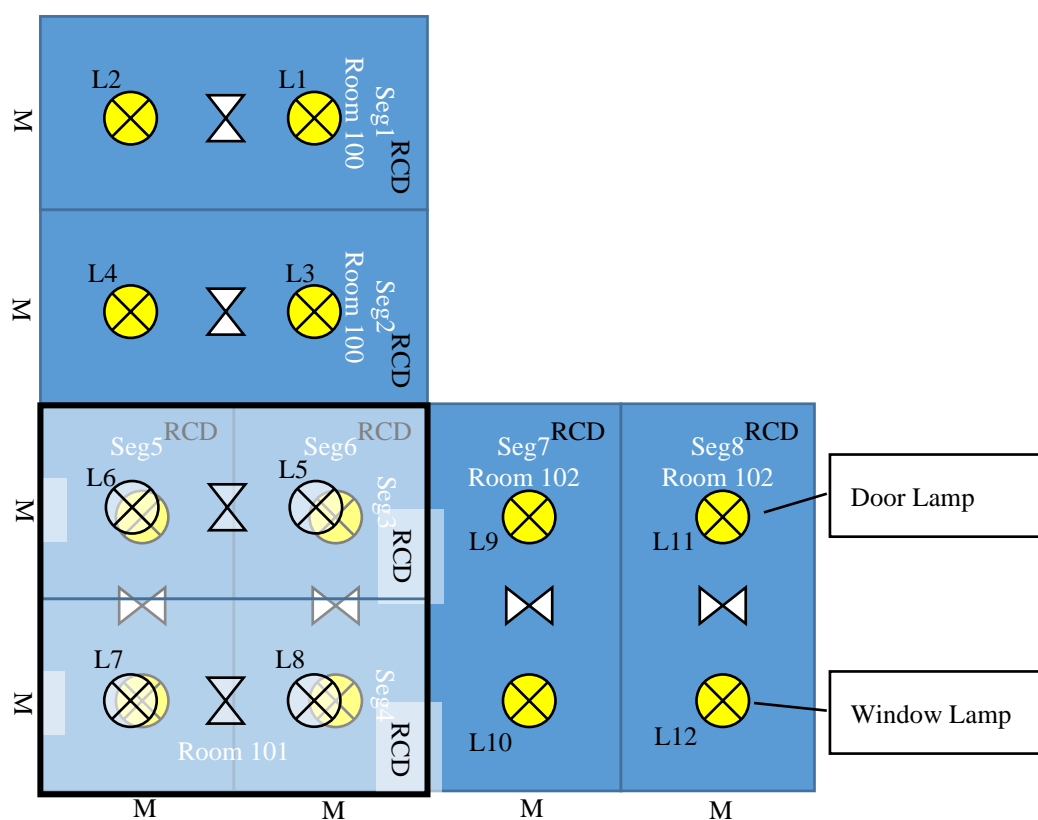 L2
L1
Seg1
Room 100
RCD
M
L4
L3
Seg2
Room 100
RCD
M
Seg5
RCD
Seg6
RCD
Seg7
Room 102
RCD
Seg8
Room 102
RCD
L6
L5
Seg3
RCD
M
L9
L11
Door Lamp
L7
L8
Seg4
RCD
M
Room 101
L10
L12
Window Lamp
M
M
M
M